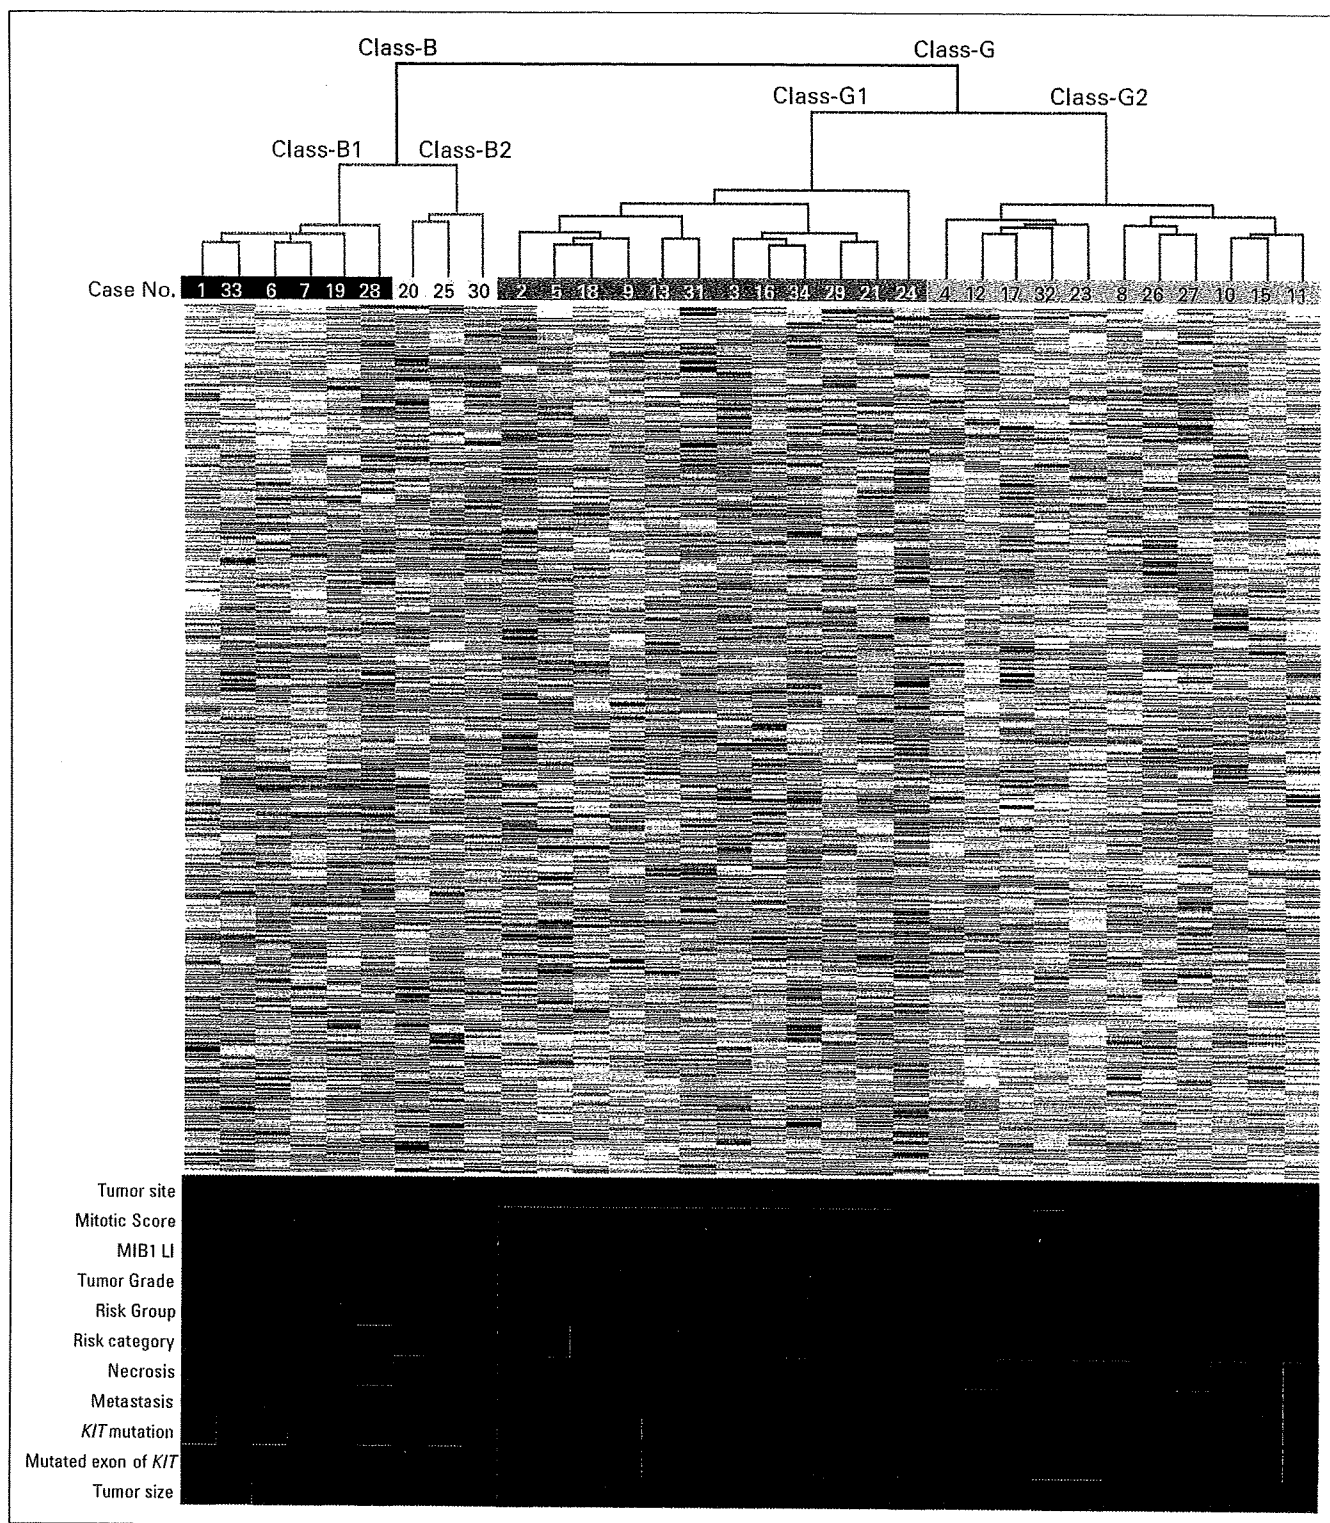 Class-B Class-G
Class-G1 Class-G2
Class-B1 Class-B2
Case No. 1 33 6 7 19 28 20 25 30 2 5 18 9 13 31 3 16 34 29 21 24 4 12 17 32 23 8 26 27 10 15 11
Tumor site
Mitotic Score
MIB1 LI
Tumor Grade
Risk Group
Risk category
Necrosis
Metastasis
KIT mutation
Mutated exon of KIT
Tumor size